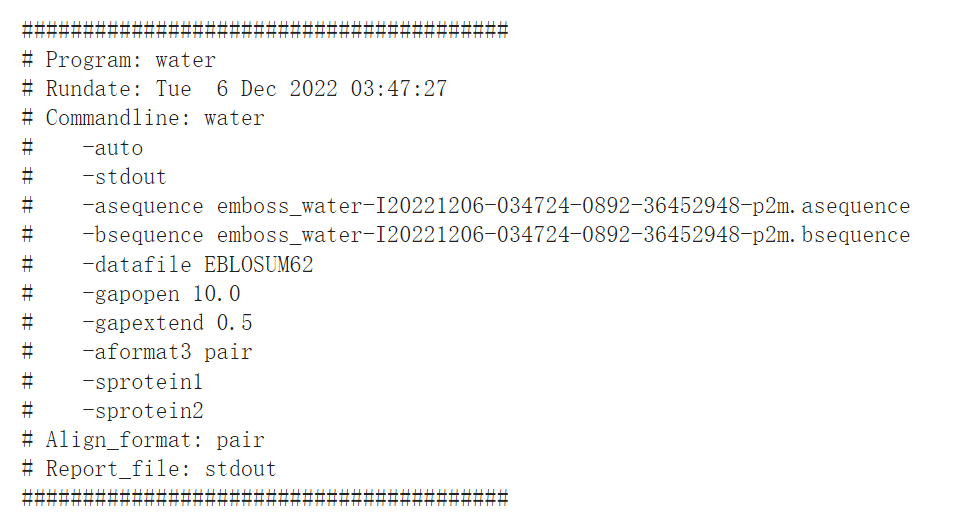 ########################################
# Program: water
# Rundate: Tue  6 Dec 2022 03:47:27
# Commandline: water
#    -auto
#    -stdout
#    -asequence emboss_water-I20221206-034724-0892-36452948-p2m.asequence
#    -bsequence emboss_water-I20221206-034724-0892-36452948-p2m.bsequence
#    -datafile EBLOSUM62
#    -gapopen 10.0
#    -gapextend 0.5
#    -aformat3 pair
#    -sprotein1
#    -sprotein2
# Align_format: pair
# Report_file: stdout
########################################